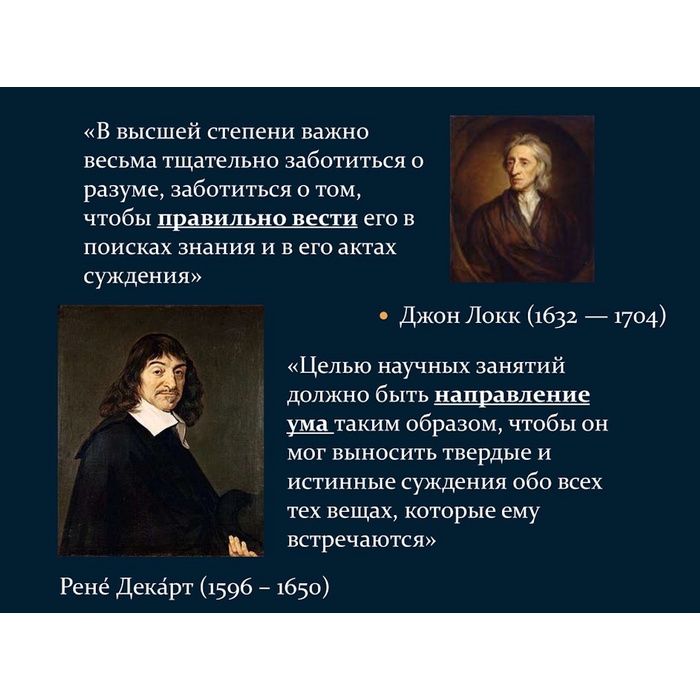 «В высшей степени важно
весьма тщательно заботиться о
разуме, заботиться о том,
чтобы правильно вести его в
поисках знания и в его актах
суждения»
• Джон Локк (1632 — 1704)
«Целью научных занятий
должно быть направление
ума таким образом, чтобы он
мог выносить твердые и
истинные суждения обо всех
тех вещах, которые ему
встречаются»
Рене́ Дека́рт (1596 – 1650)